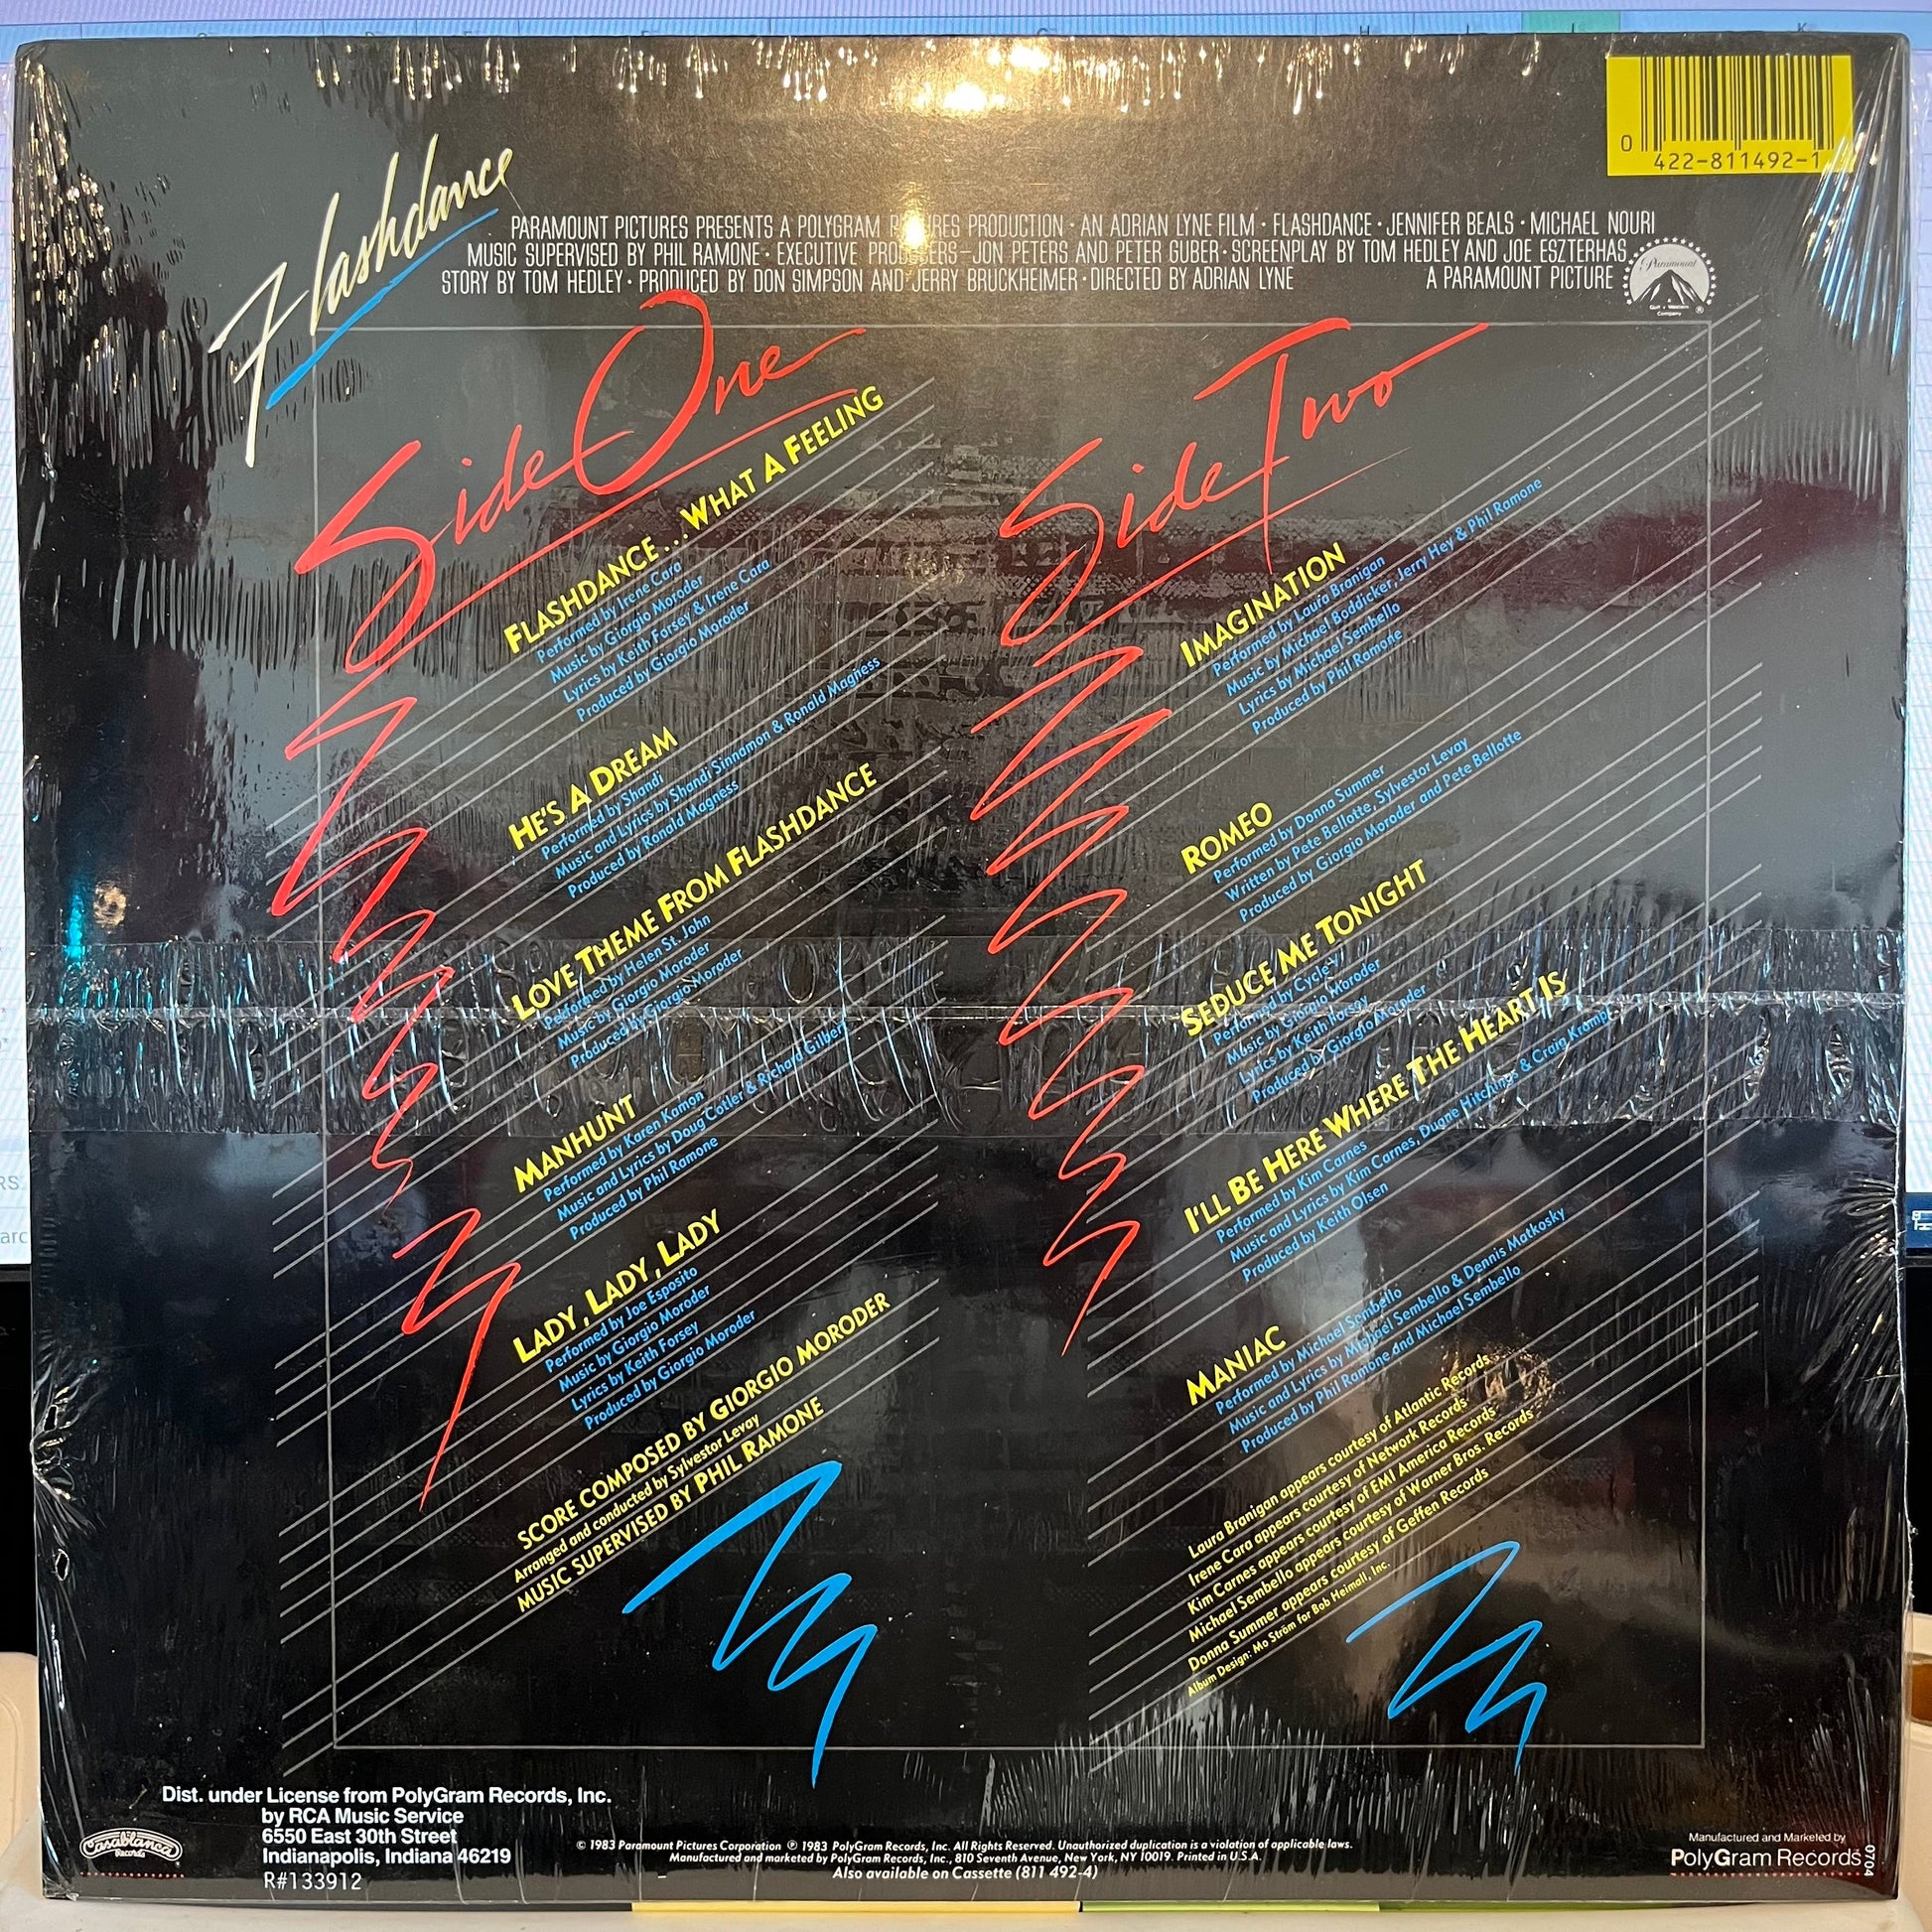 0 422-811492-1
Flashdance
PARAMOUNT PICTURES PRESENTS A POLYGRAM PICTURES PRODUCTION · AN ADRIAN LYNE FILM · FLASHDANCE · JENNIFER BEALS · MICHAEL NOURI
MUSIC SUPERVISED BY PHIL RAMONE · EXECUTIVE PRODUCERS JON PETERS AND PETER GUBER · SCREENPLAY BY TOM HEDLEY AND JOE ESZTERHAS
STORY BY TOM HEDLEY · PRODUCED BY DON SIMPSON AND JERRY BRUCKHEIMER · DIRECTED BY ADRIAN LYNE A PARAMOUNT PICTURE
Paramount
A
Gulf + Western
Company
®
Side One
FLASHDANCE...WHAT A FEELING
Performed by Irene Cara
Music by Giorgio Moroder
Lyrics by Keith Forsey & Irene Cara
Produced by Giorgio Moroder
HE'S A DREAM
Performed by Shandi
Music and Lyrics by Shandi Sinnamon & Ronald Magness
Produced by Ronald Magness
LOVE THEME FROM FLASHDANCE
Performed by Helen St. John
Music by Giorgio Moroder
Produced by Giorgio Moroder
MANHUNT
Performed by Karen Kamon
Music and Lyrics by Doug Cotler & Richard Gilbert
Produced by Phil Ramone
LADY, LADY, LADY
Performed by Joe Esposito
Music by Giorgio Moroder
Lyrics by Keith Forsey
Produced by Giorgio Moroder
SCORE COMPOSED BY GIORGIO MORODER
Arranged and conducted by Sylvestor Levay
MUSIC SUPERVISED BY PHIL RAMONE
Side Two
IMAGINATION
Performed by Laura Branigan
Music by Michael Boddicker, Jerry Hey & Phil Ramone
Lyrics by Michael Sembello
Produced by Phil Ramone
ROMEO
Performed by Donna Summer
Written by Pete Bellotte, Sylvestor Levay
Produced by Giorgio Moroder and Pete Bellotte
SEDUCE ME TONIGHT
Performed by Cycle V
Music by Giorgio Moroder
Lyrics by Keith Forsey
Produced by Giorgio Moroder
I'LL BE HERE WHERE THE HEART IS
Performed by Kim Carnes
Music and Lyrics by Kim Carnes, Duane Hitchings & Craig Krampf
Produced by Keith Olsen
MANIAC
Performed by Michael Sembello
Music and Lyrics by Michael Sembello & Dennis Matkosky
Produced by Phil Ramone and Michael Sembello
Laura Branigan appears courtesy of Atlantic Records
Irene Cara appears courtesy of Network Records
Kim Carnes appears courtesy of EMI America Records
Michael Sembello appears courtesy of Warner Bros. Records
Donna Summer appears courtesy of Geffen Records
Album Design: Mo Ström for Bob Heimall, Inc.
Dist. under License from PolyGram Records, Inc.
by RCA Music Service
6550 East 30th Street
Indianapolis, Indiana 46219
R#133912
Casablanca
Records
© 1983 Paramount Pictures Corporation ℗ 1983 PolyGram Records, Inc. All Rights Reserved. Unauthorized duplication is a violation of applicable laws.
Manufactured and marketed by PolyGram Records, Inc., 810 Seventh Avenue, New York, NY 10019. Printed in U.S.A.
Also available on Cassette (811 492-4)
Manufactured and Marketed by
PolyGram Records
0704